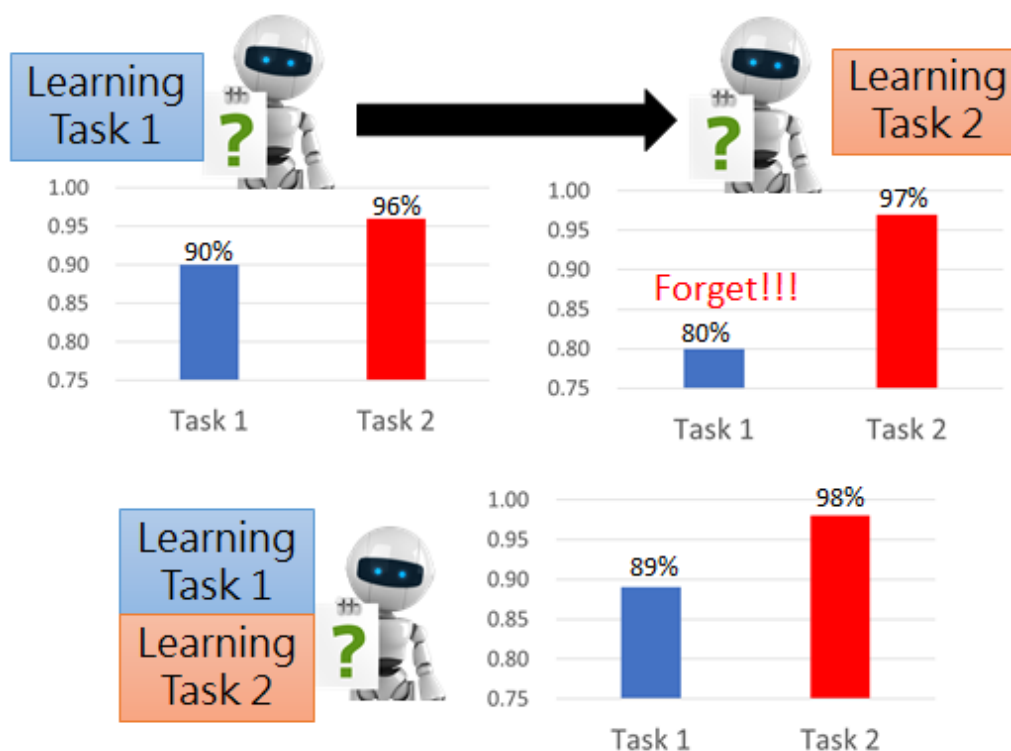 Learning
Task 1
?
?
Learning
Task 2
1.00
0.95
0.90
0.85
0.80
0.75
90%
96%
Task 1
Task 2
1.00
0.95
0.90
0.85
0.80
0.75
Forget!!!
80%
97%
Task 1
Task 2
Learning
Task 1
Learning
Task 2
?
1.00
0.95
0.90
0.85
0.80
0.75
89%
98%
Task 1
Task 2